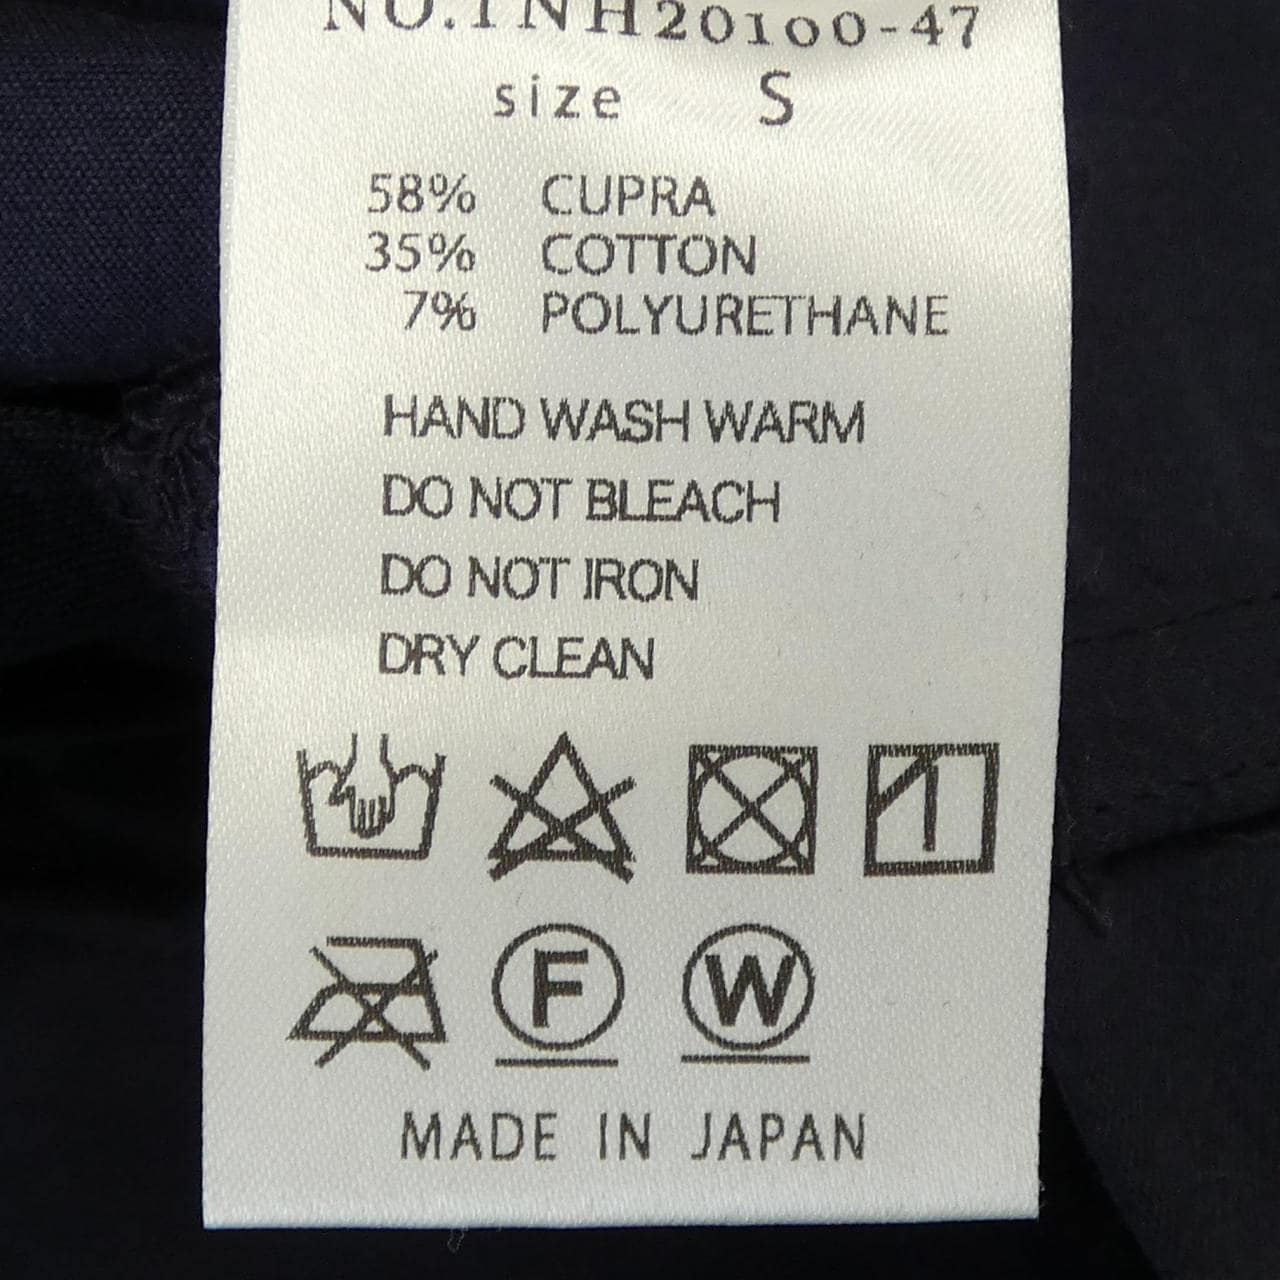 NO.TNH20100-47
size S
58% CUPRA
35% COTTON
7% POLYURETHANE
HAND WASH WARM
DO NOT BLEACH
DO NOT IRON
DRY CLEAN
F W
MADE IN JAPAN